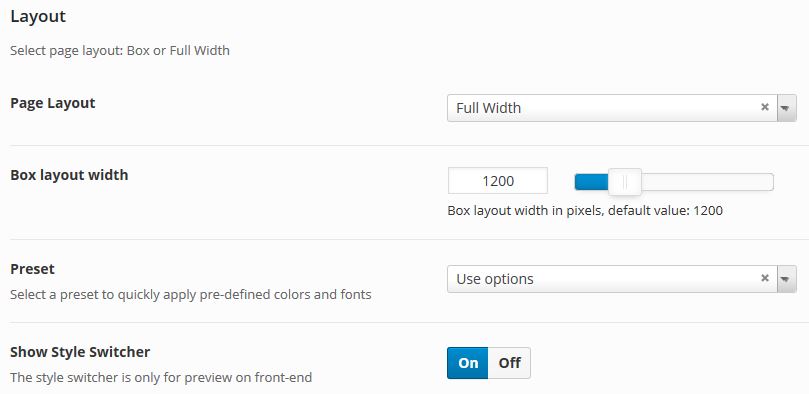 Layout
Select page layout: Box or Full Width
Page Layout
Full Width
Box layout width
1200
Box layout width in pixels, default value: 1200
Preset
Select a preset to quickly apply pre-defined colors and fonts
Use options
Show Style Switcher
The style switcher is only for preview on front-end
On Off